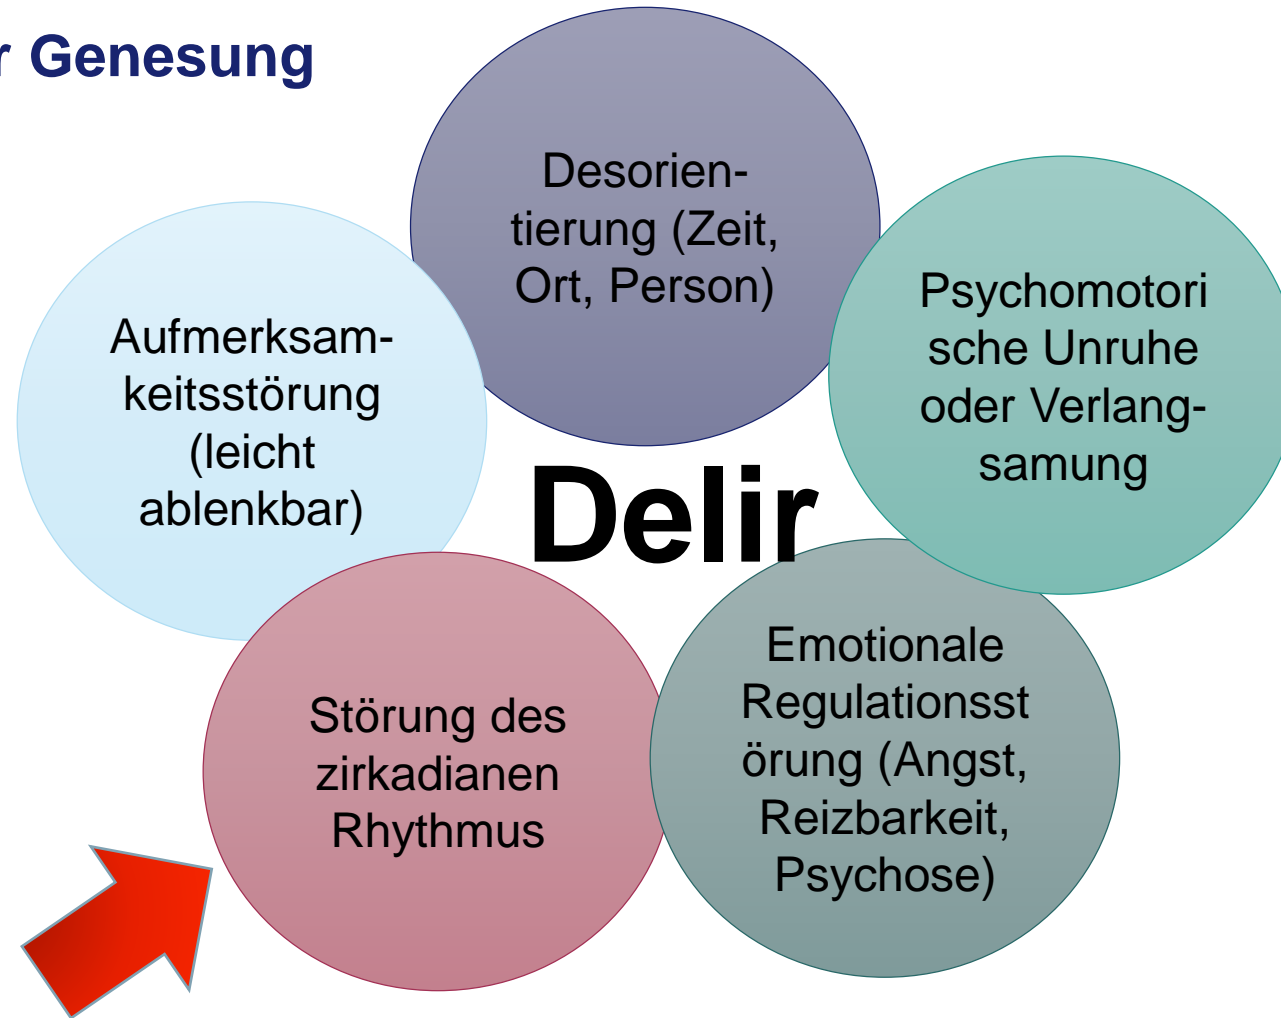 r Genesung
Desorien-
tierung (Zeit,
Ort, Person)
Psychomotori
sche Unruhe
oder Verlang-
samung
Aufmerksam-
keitsstörung
(leicht
ablenkbar)
Delir
Emotionale
Regulationsst
örung (Angst,
Reizbarkeit,
Psychose)
Störung des
zirkadianen
Rhythmus